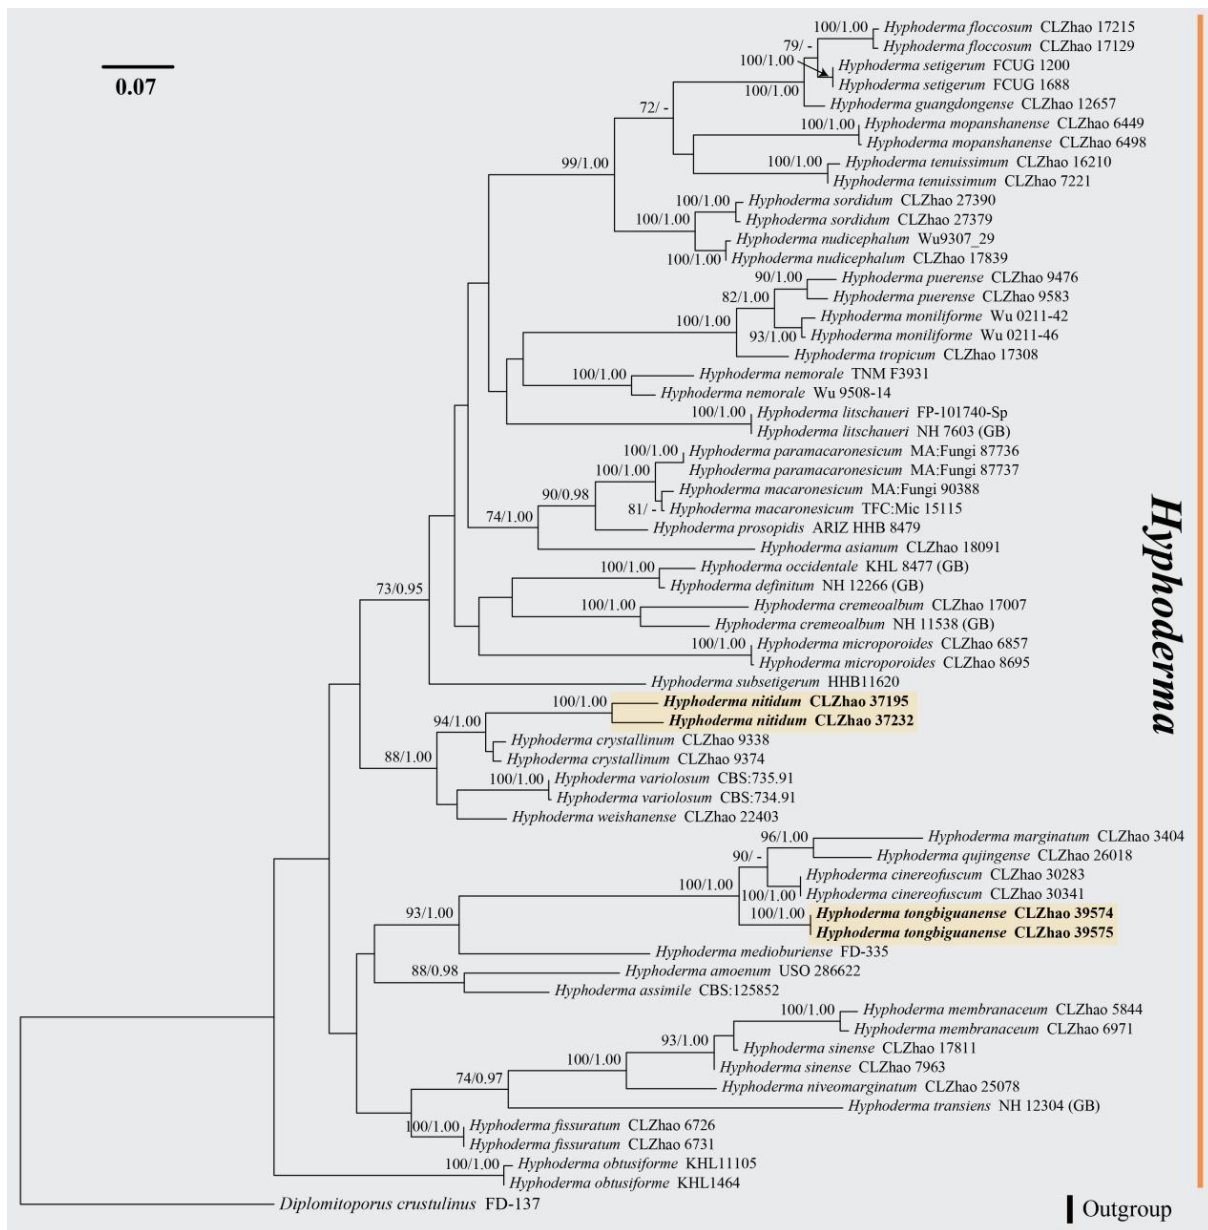 0.07
100/1.00 Hyphoderma floccosum CLZhao 17215
79/ - Hyphoderma floccosum CLZhao 17129
100/1.00 Hyphoderma setigerum FCUG 1200
Hyphoderma setigerum FCUG 1688
100/1.00 Hyphoderma guangdongense CLZhao 12657
72/ -
100/1.00 Hyphoderma mopanshanense CLZhao 6449
Hyphoderma mopanshanense CLZhao 6498
99/1.00
100/1.00 Hyphoderma tenuissimum CLZhao 16210
Hyphoderma tenuissimum CLZhao 7221
100/1.00 Hyphoderma sordidum CLZhao 27390
100/1.00 Hyphoderma sordidum CLZhao 27379
Hyphoderma nudicephalum Wu9307_29
100/1.00 Hyphoderma nudicephalum CLZhao 17839
90/1.00 Hyphoderma puerense CLZhao 9476
82/1.00 Hyphoderma puerense CLZhao 9583
100/1.00 Hyphoderma moniliforme Wu 0211-42
93/1.00 Hyphoderma moniliforme Wu 0211-46
Hyphoderma tropicum CLZhao 17308
100/1.00 Hyphoderma nemorale TNM F3931
Hyphoderma nemorale Wu 9508-14
100/1.00 Hyphoderma litschaueri FP-101740-Sp
Hyphoderma litschaueri NH 7603 (GB)
100/1.00 Hyphoderma paramacaronesicum MA:Fungi 87736
100/1.00 Hyphoderma paramacaronesicum MA:Fungi 87737
90/0.98 Hyphoderma macaronesicum MA:Fungi 90388
81/ - Hyphoderma macaronesicum TFC:Mic 15115
74/1.00 Hyphoderma prosopidis ARIZ HHB 8479
Hyphoderma asianum CLZhao 18091
100/1.00 Hyphoderma occidentale KHL 8477 (GB)
73/0.95 Hyphoderma definitum NH 12266 (GB)
100/1.00 Hyphoderma cremeoalbum CLZhao 17007
Hyphoderma cremeoalbum NH 11538 (GB)
100/1.00 Hyphoderma microporoides CLZhao 6857
Hyphoderma microporoides CLZhao 8695
Hyphoderma subsetigerum HHB11620
100/1.00 Hyphoderma nitidum CLZhao 37195
94/1.00 Hyphoderma nitidum CLZhao 37232
Hyphoderma crystallinum CLZhao 9338
88/1.00 Hyphoderma crystallinum CLZhao 9374
100/1.00 Hyphoderma variolosum CBS:735.91
Hyphoderma variolosum CBS:734.91
Hyphoderma weishanense CLZhao 22403
96/1.00 Hyphoderma marginatum CLZhao 3404
90/ - Hyphoderma qujingense CLZhao 26018
100/1.00 Hyphoderma cinereofuscum CLZhao 30283
100/1.00 Hyphoderma cinereofuscum CLZhao 30341
93/1.00 100/1.00 Hyphoderma tongbiguanense CLZhao 39574
Hyphoderma tongbiguanense CLZhao 39575
Hyphoderma medioburiense FD-335
88/0.98 Hyphoderma amoenum USO 286622
Hyphoderma assimile CBS:125852
100/1.00 Hyphoderma membranaceum CLZhao 5844
93/1.00 Hyphoderma membranaceum CLZhao 6971
Hyphoderma sinense CLZhao 17811
100/1.00 Hyphoderma sinense CLZhao 7963
74/0.97 Hyphoderma niveomarginatum CLZhao 25078
Hyphoderma transiens NH 12304 (GB)
100/1.00 Hyphoderma fissuratum CLZhao 6726
Hyphoderma fissuratum CLZhao 6731
100/1.00 Hyphoderma obtusiforme KHL11105
Hyphoderma obtusiforme KHL1464
Diplomitoporus crustulinus FD-137
Hyphoderma
Outgroup